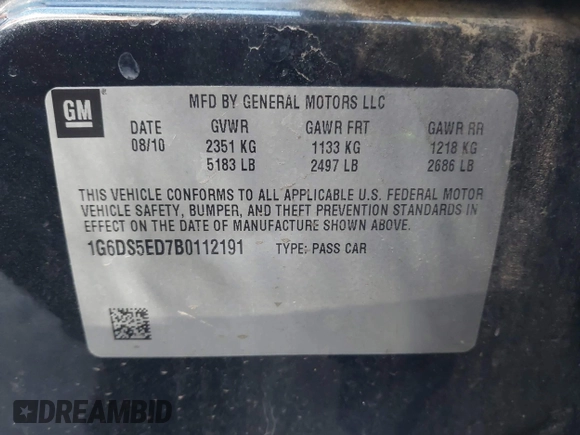 GM
MFD BY GENERAL MOTORS LLC
DATE GVWR GAWR FRT GAWR RR
08/10 2351 KG 1133 KG 1218 KG
5183 LB 2497 LB 2686 LB
THIS VEHICLE CONFORMS TO ALL APPLICABLE U.S. FEDERAL MOTOR
VEHICLE SAFETY, BUMPER, AND THEFT PREVENTION STANDARDS IN
EFFECT ON THE DATE OF MANUFACTURE SHOWN ABOVE.
1G6DS5ED7B0112191 TYPE: PASS CAR
DREAMBID